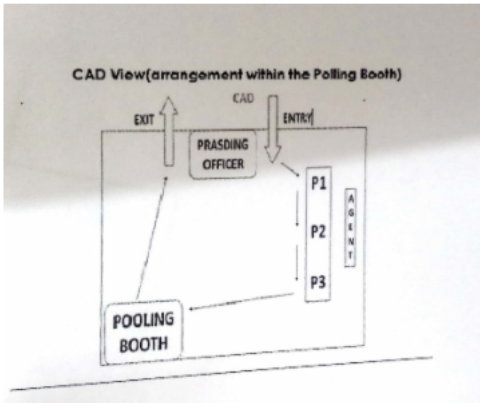 CAD View(arrangement within the Polling Booth)
CAD
EXIT
ENTRY
PRASDING
OFFICER
P1
P2
P3
AGENT
POOLING
BOOTH